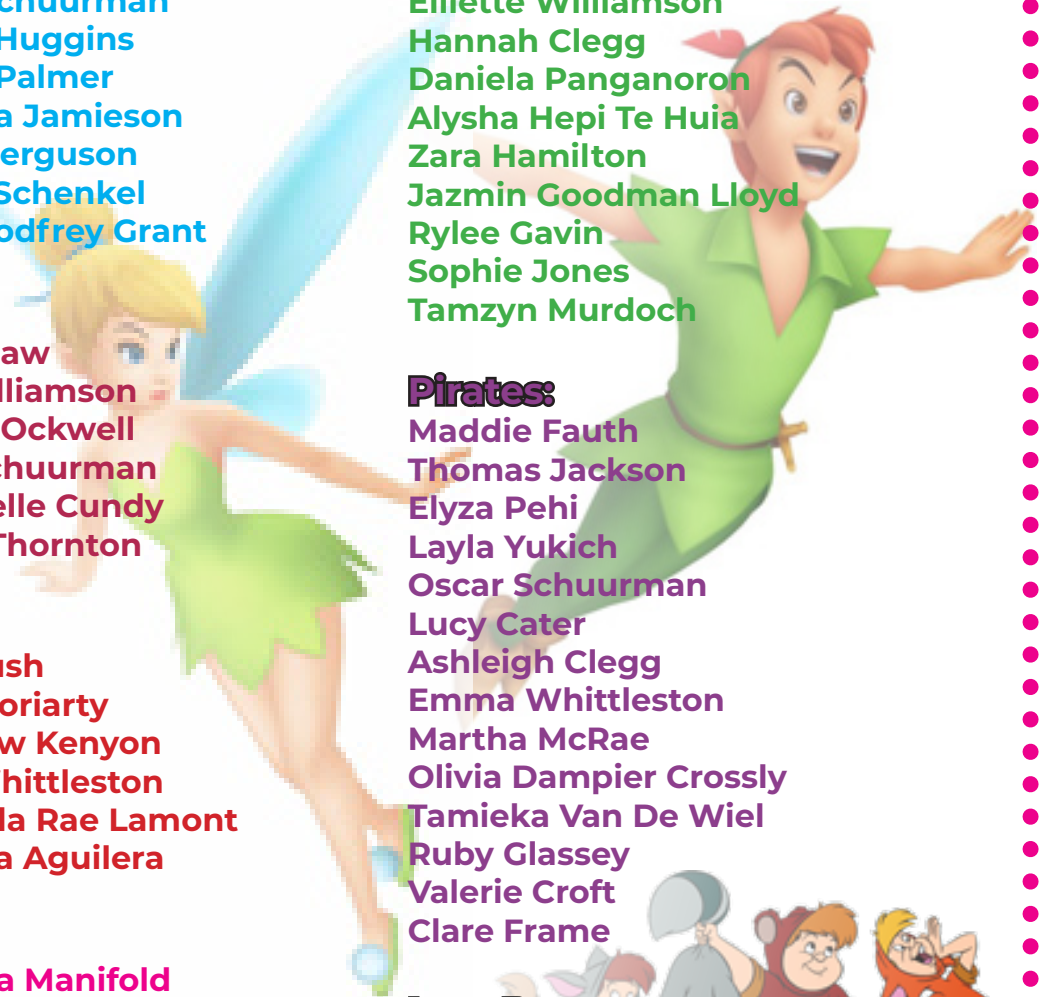 chuurman
Huggins
Palmer
a Jamieson
erguson
Schenkel
odfrey Grant
aw
lliamson
Ockwell
chuurman
elle Cundy
Thornton
ush
oriarty
w Kenyon
hittleston
la Rae Lamont
a Aguilera
a Manifold
Elliette Williamson
Hannah Clegg
Daniela Panganoron
Alysha Hepi Te Huia
Zara Hamilton
Jazmin Goodman Lloyd
Rylee Gavin
Sophie Jones
Tamzyn Murdoch
Pirates:
Maddie Fauth
Thomas Jackson
Elyza Pehi
Layla Yukich
Oscar Schuurman
Lucy Cater
Ashleigh Clegg
Emma Whittleston
Martha McRae
Olivia Dampier Crossly
Tamieka Van De Wiel
Ruby Glassey
Valerie Croft
Clare Frame